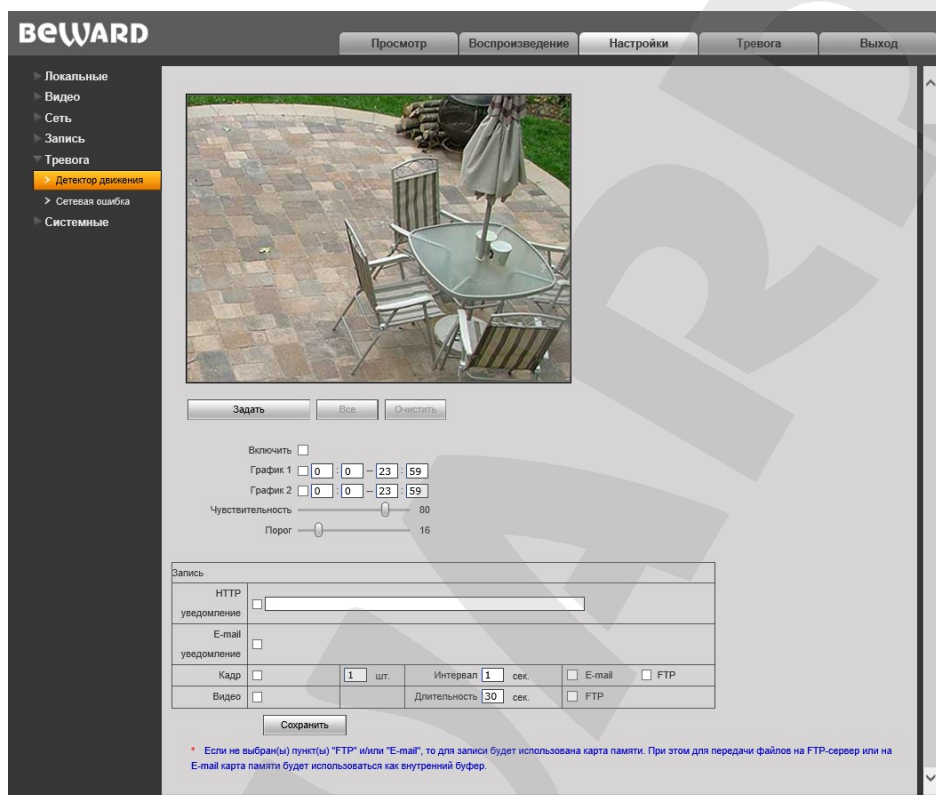 BEWARD
Просмотр Воспроизведение Настройки Тревога Выход
Локальные
Видео
Сеть
Запись
Тревога
Детектор движения
Сетевая ошибка
Системные
Задать Все Очистить
Включить
График 1 0 : 0 – 23 : 59
График 2 0 : 0 – 23 : 59
Чувствительность 80
Порог 16
Запись
HTTP
уведомление
E-mail
уведомление
Кадр 1 шт. Интервал 1 сек. E-mail FTP
Видео Длительность 30 сек. FTP
Сохранить
* Если не выбран(ы) пункт(ы) "FTP" и/или "E-mail", то для записи будет использована карта памяти. При этом для передачи файлов на FTP-сервер или на
E-mail карта памяти будет использоваться как внутренний буфер.